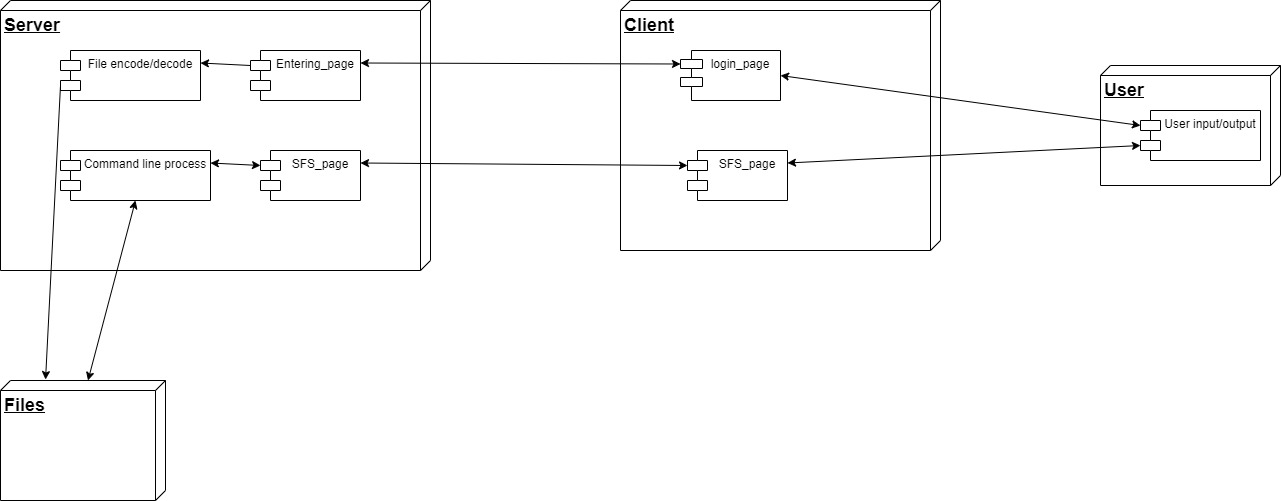 Server
File encode/decode
Entering_page
Command line process
SFS_page
Client
login_page
SFS_page
User
User input/output
Files